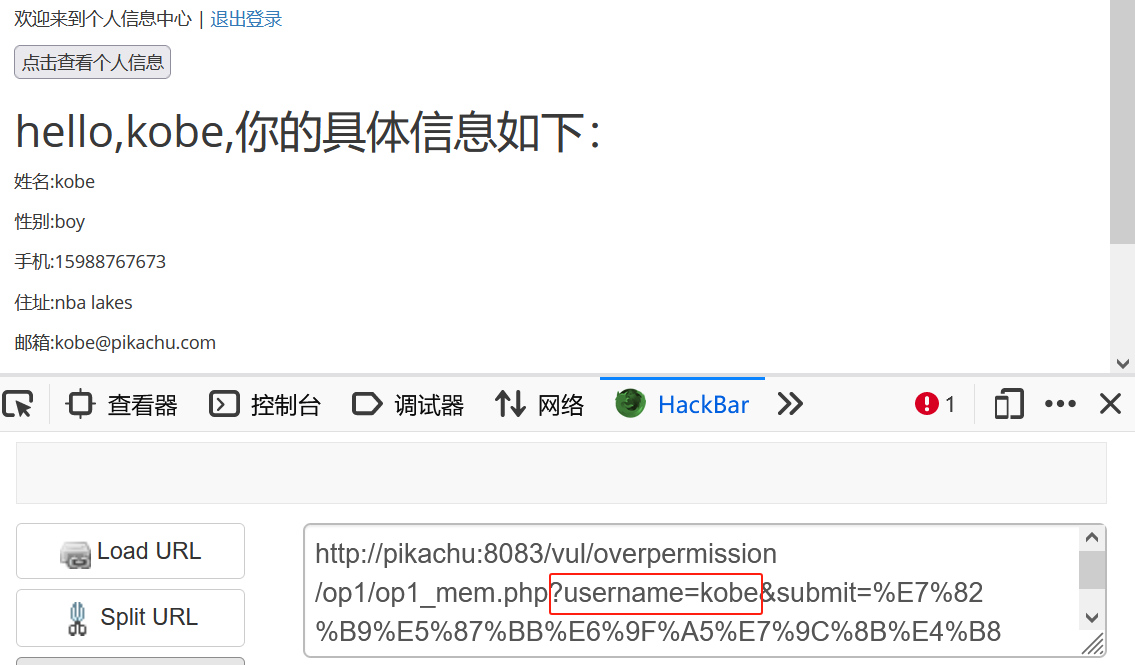 欢迎来到个人信息中心 | 退出登录
点击查看个人信息
hello,kobe,你的具体信息如下：
姓名:kobe
性别:boy
手机:15988767673
住址:nba lakes
邮箱:kobe@pikachu.com
查看器 控制台 调试器 网络 HackBar 1
Load URL
http://pikachu:8083/vul/overpermission
/op1/op1_mem.php?username=kobe&submit=%E7%82
Split URL
%B9%E5%87%BB%E6%9F%A5%E7%9C%8B%E4%B8